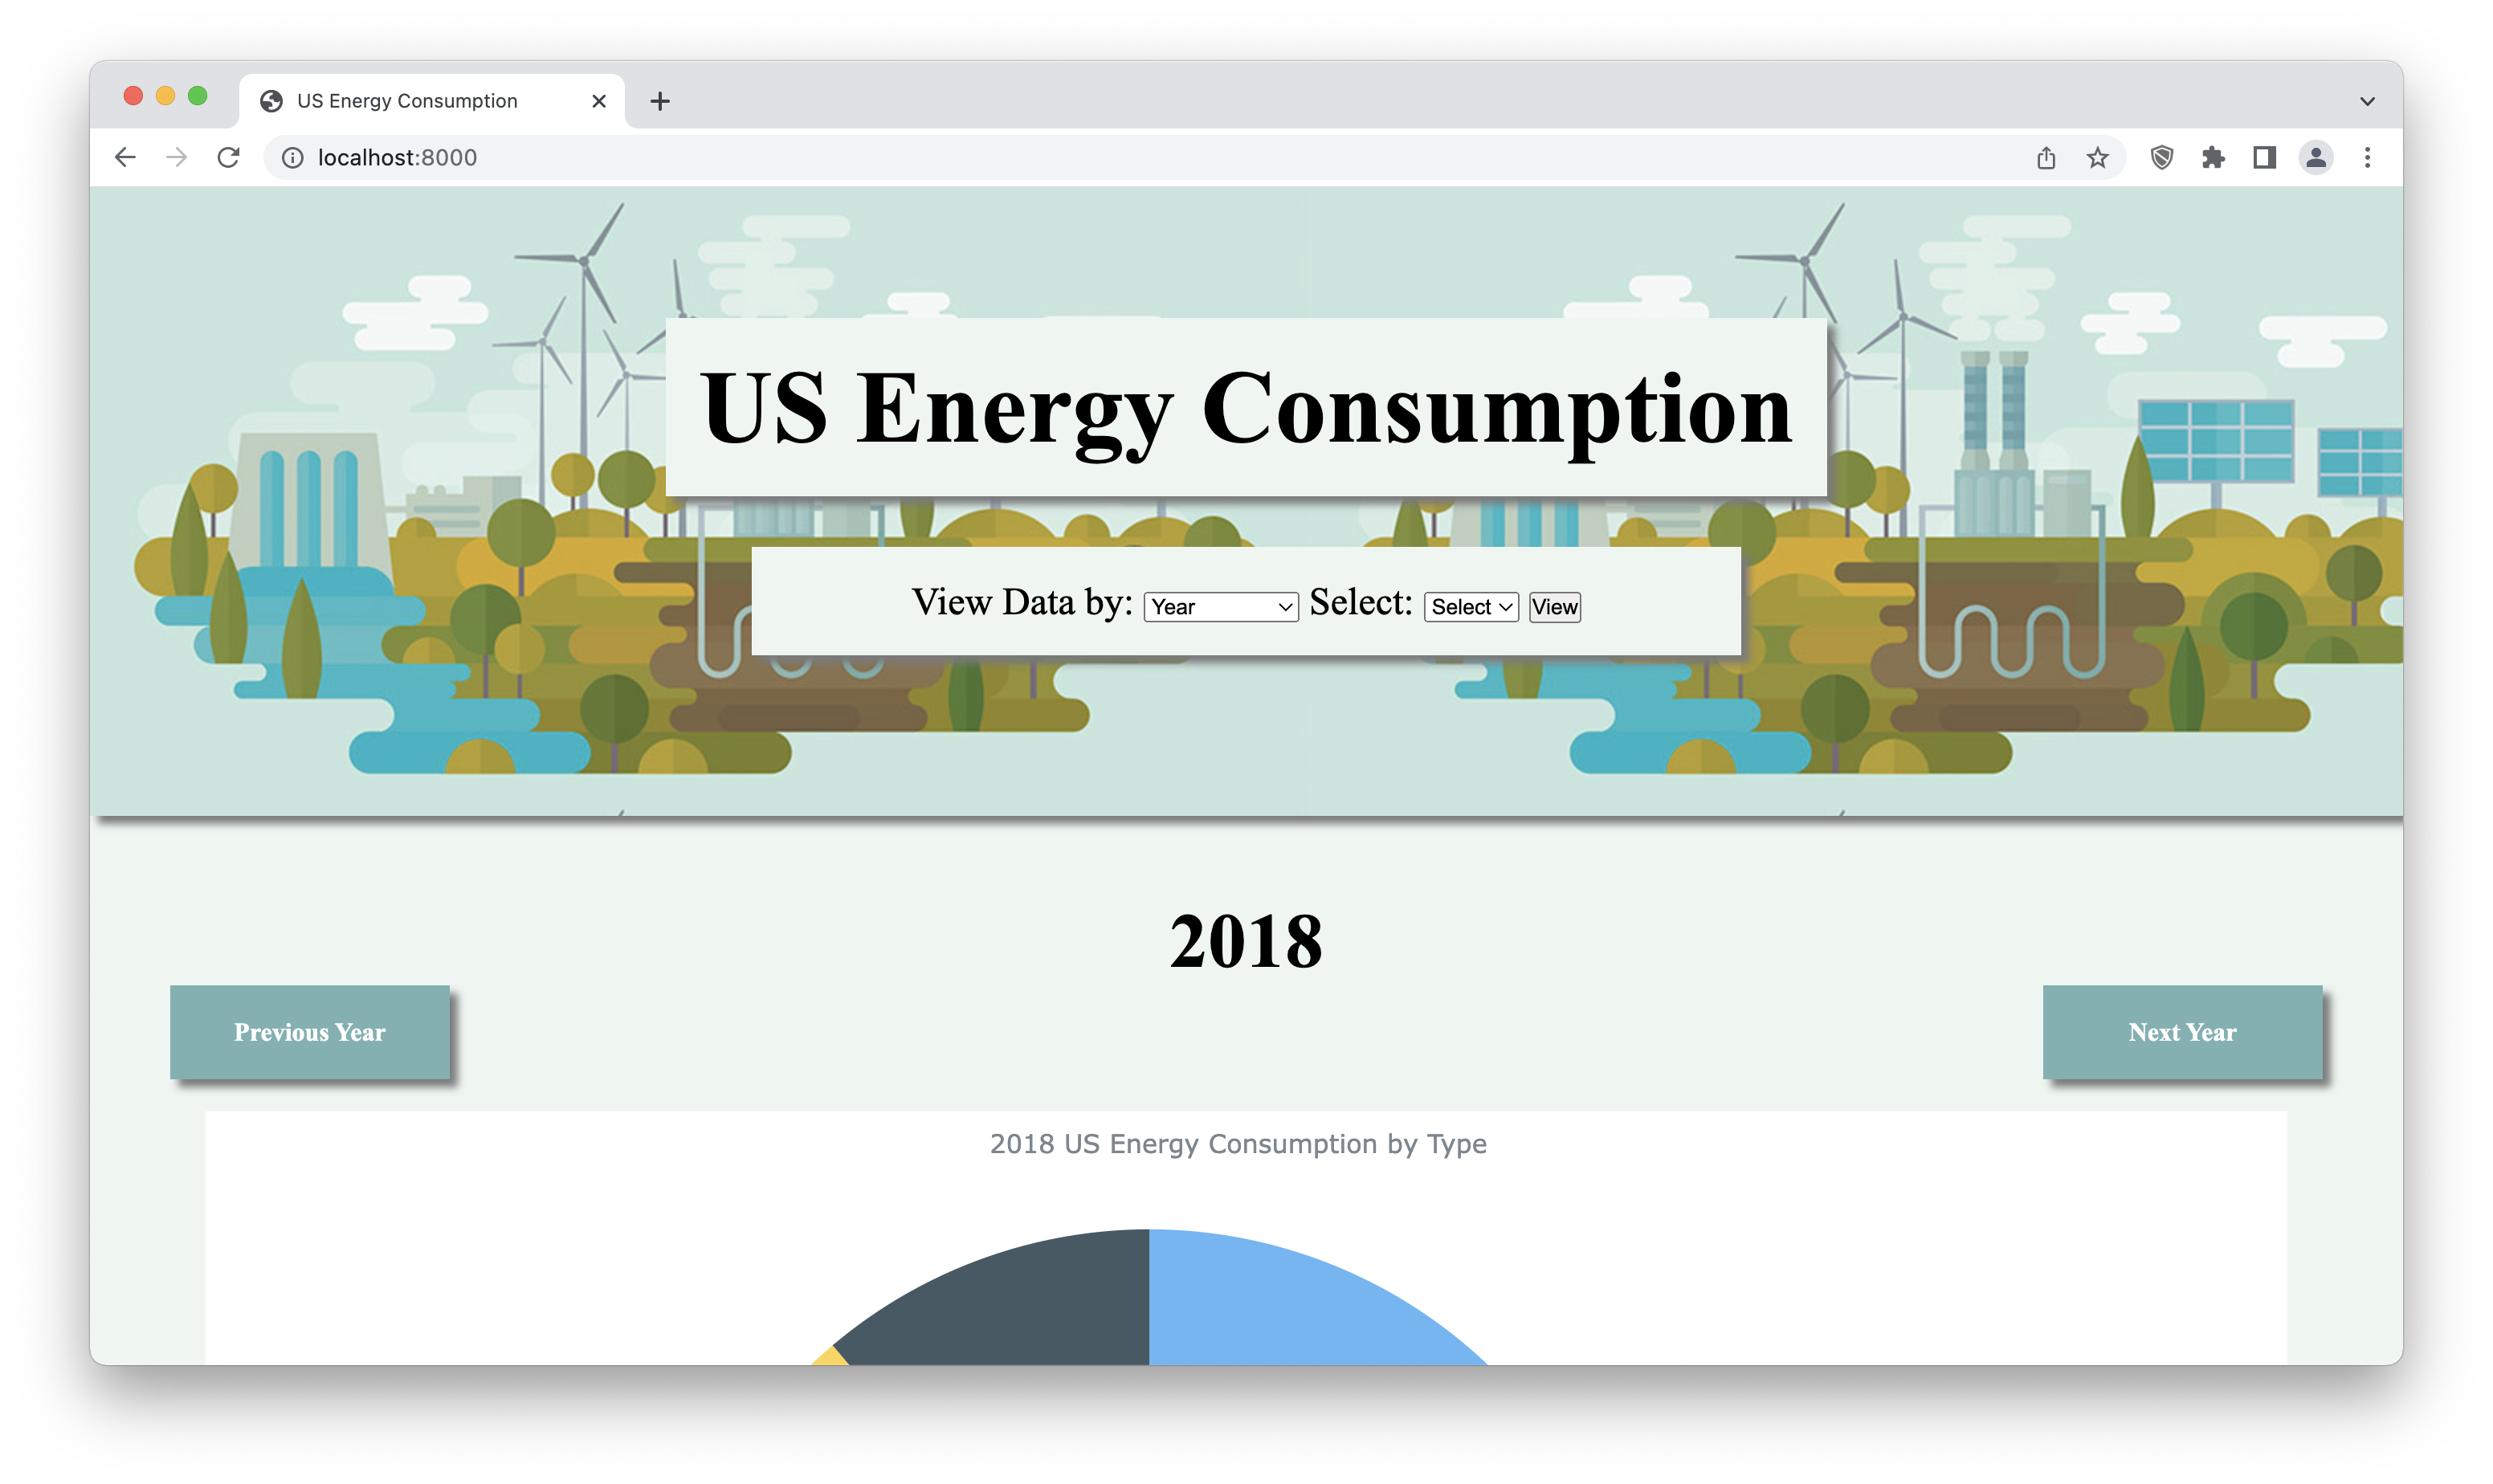 US Energy Consumption
localhost:8000
US Energy Consumption
View Data by: Year Select: Select View
2018
Previous Year
Next Year
2018 US Energy Consumption by Type